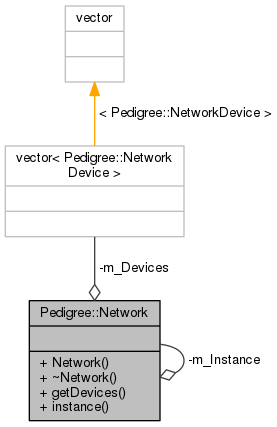 vector
< Pedigree::NetworkDevice >
vector< Pedigree::Network
Device >
-m_Devices
Pedigree::Network
-m_Instance
+ Network()
+ ~Network()
+ getDevices()
+ instance()